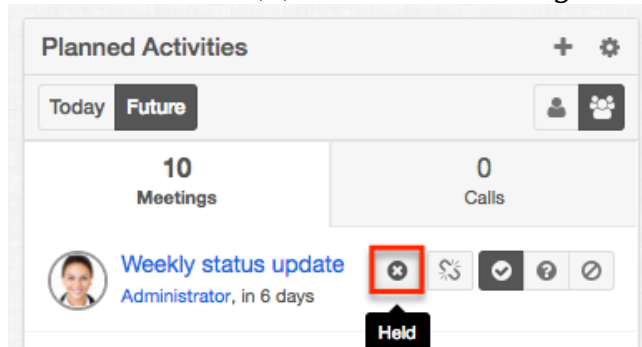 Planned Activities
Today Future
10
Meetings
0
Calls
Weekly status update
Administrator, in 6 days
Held